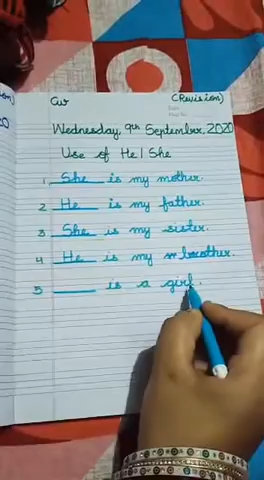 CW (Revision)
Wednesday, 9th September, 2020
Use of He | She
1 She is my mother.
2 He is my father.
3 She is my sister.
4 He is my brother.
5 ____ is a girl.